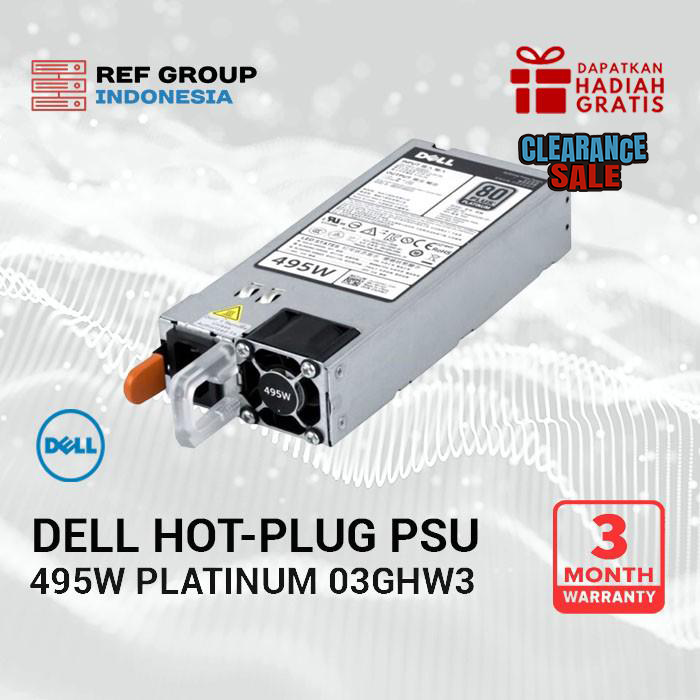 REF GROUP
INDONESIA
DAPATKAN
HADIAH
GRATIS
CLEARANCE
SALE
DELL
80
PLUS
PLATINUM
495W
495W
DELL
DELL HOT-PLUG PSU
495W PLATINUM 03GHW3
3
MONTH
WARRANTY